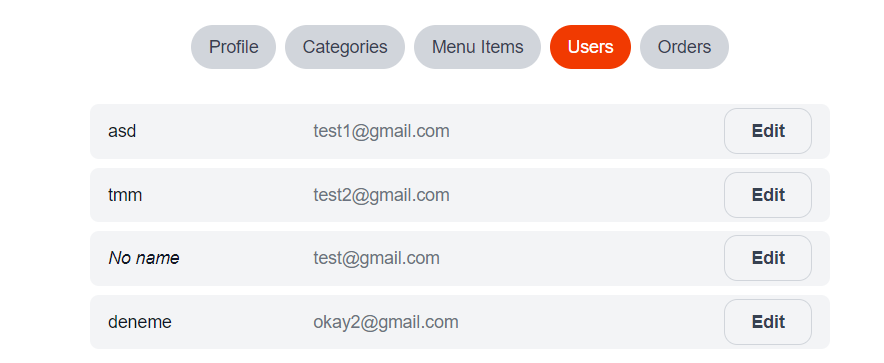 Profile Categories Menu Items Users Orders
asd test1@gmail.com Edit
tmm test2@gmail.com Edit
No name test@gmail.com Edit
deneme okay2@gmail.com Edit